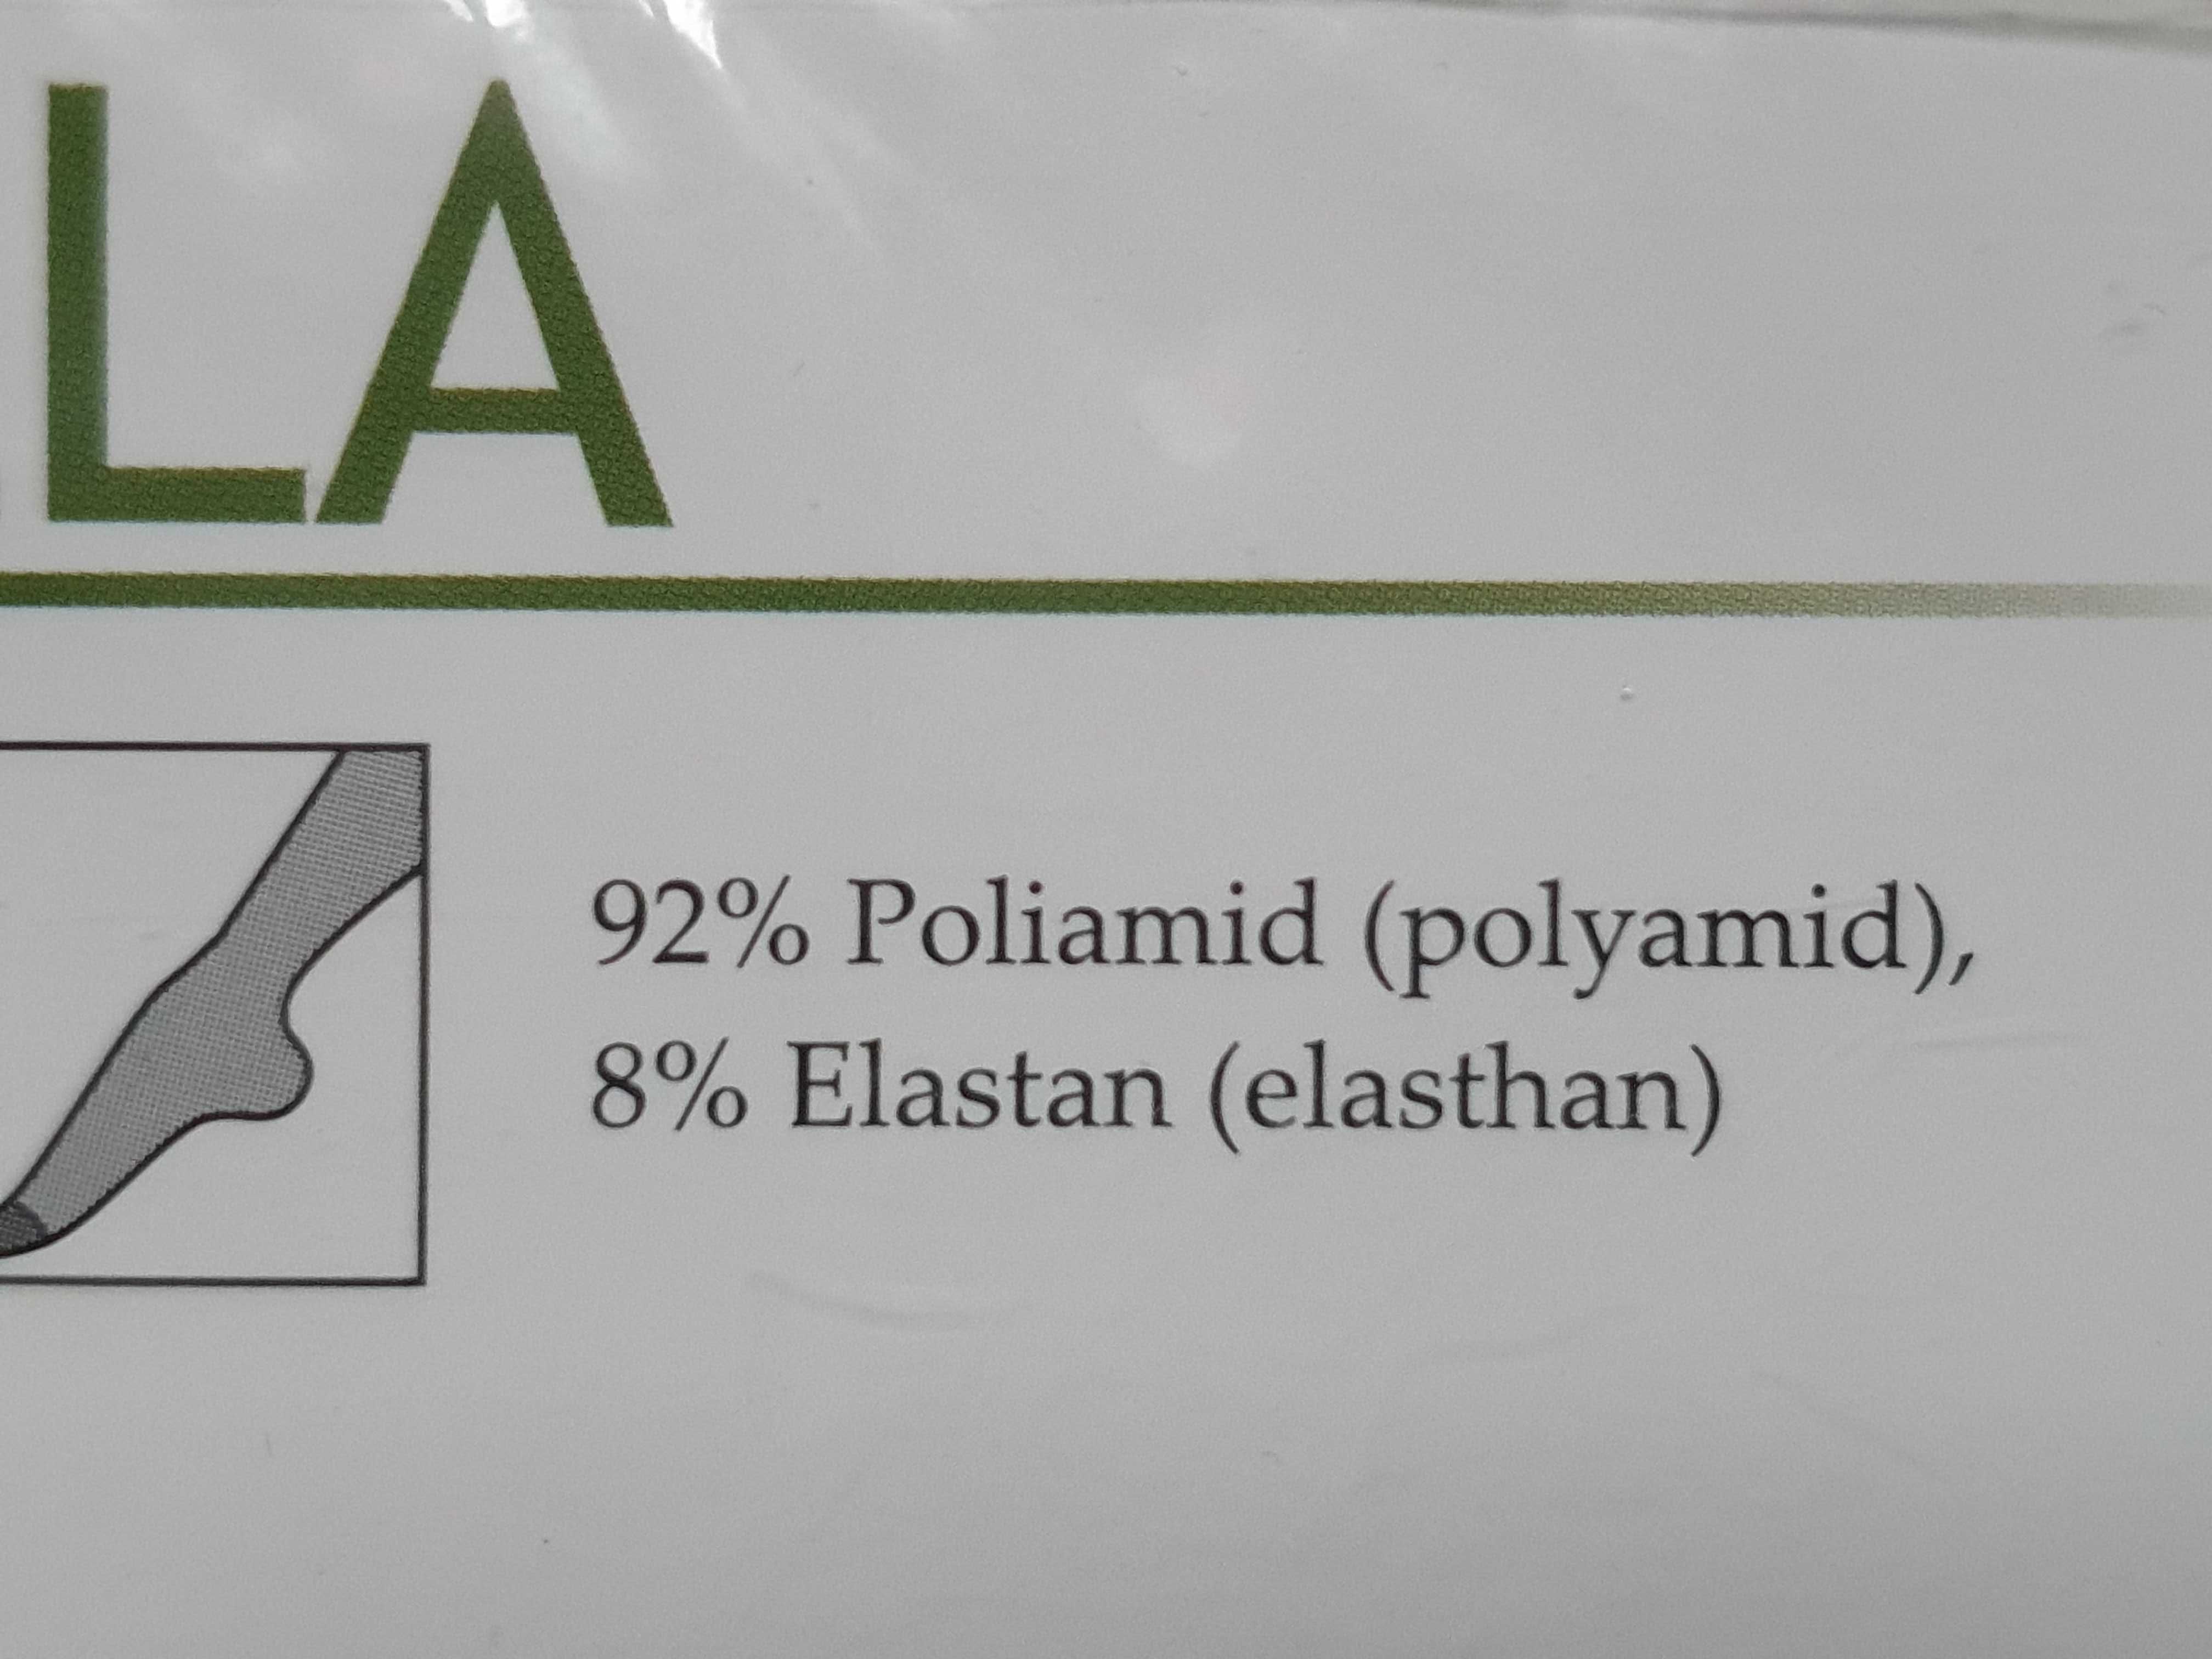 LA
92% Poliamid (polyamid),
8% Elastan (elasthan)